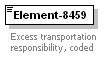 Element-8459
Excess transportation
responsibility, coded